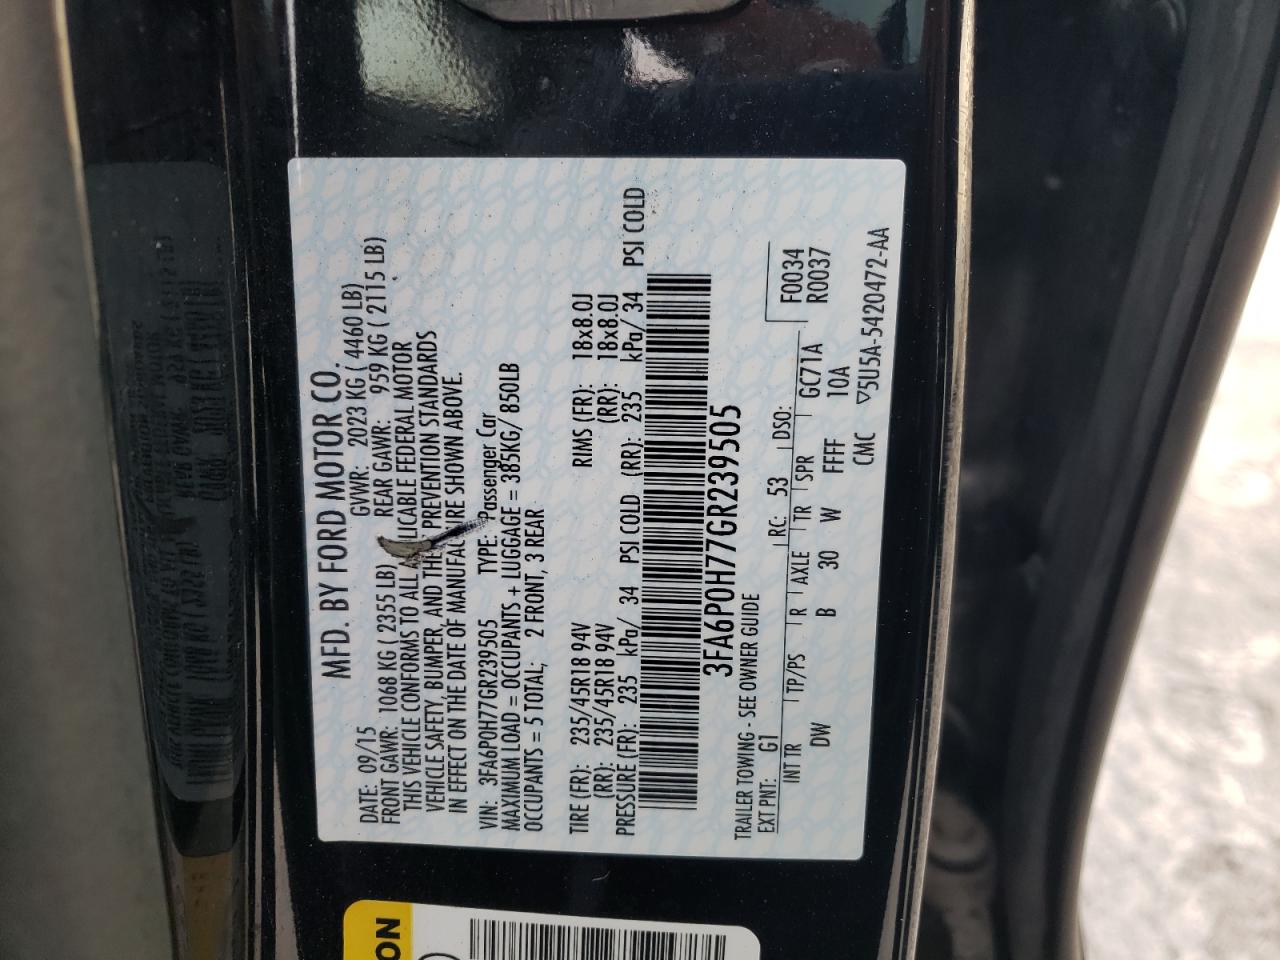 MFD. BY FORD MOTOR CO.
DATE: 09/15 GVWR: 2023 KG ( 4460 LB)
FRONT GAWR: 1068 KG ( 2355 LB) REAR GAWR: 959 KG ( 2115 LB)
THIS VEHICLE CONFORMS TO ALL FEDERAL MOTOR
VEHICLE SAFETY, BUMPER, AND PREVENTION STANDARDS
IN EFFECT ON THE DATE OF MANUFACTURE SHOWN ABOVE.
VIN: 3FA6P0H77GR239505 TYPE: Passenger Car
MAXIMUM LOAD = OCCUPANTS + LUGGAGE = 385KG/ 850LB
OCCUPANTS = 5 TOTAL, 2 FRONT, 3 REAR
TIRE (FR): 235/45R18 94V RIMS (FR): 18x8.0J
(RR): 235/45R18 94V (RR): 18x8.0J
PRESSURE (FR): 235 kPa/ 34 PSI COLD (RR): 235 kPa/ 34 PSI COLD
3FA6P0H77GR239505
TRAILER TOWING - SEE OWNER GUIDE
F0034
EXT PNT: G1 RC: 53 DSO: R0037
INT TR TP/PS R AXLE TR SPR GC71A
DW B 30 W FFFF 10A
CMC ▽5U5A-5420472-AA
ON